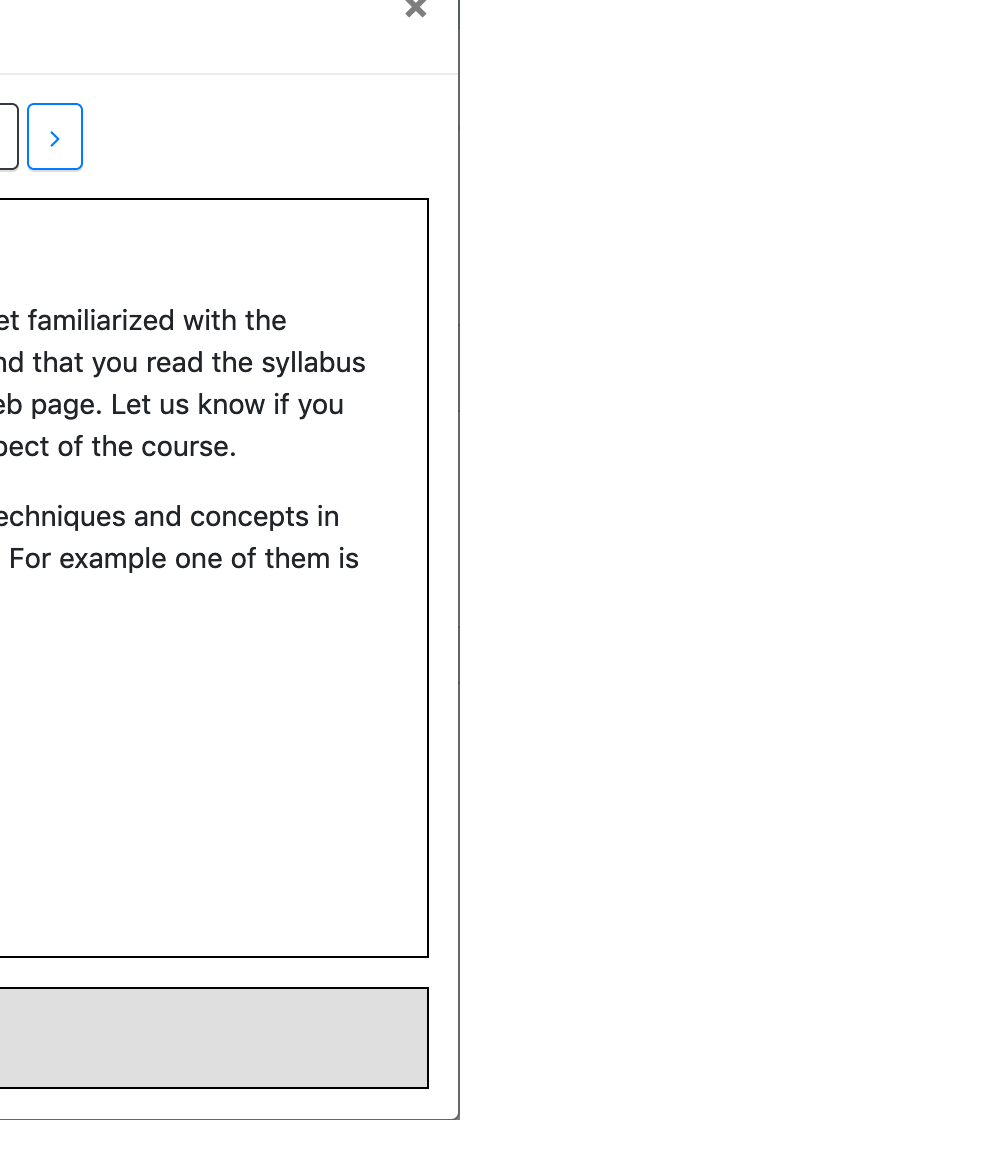 et familiarized with the
nd that you read the syllabus
eb page. Let us know if you
pect of the course.
echniques and concepts in
. For example one of them is